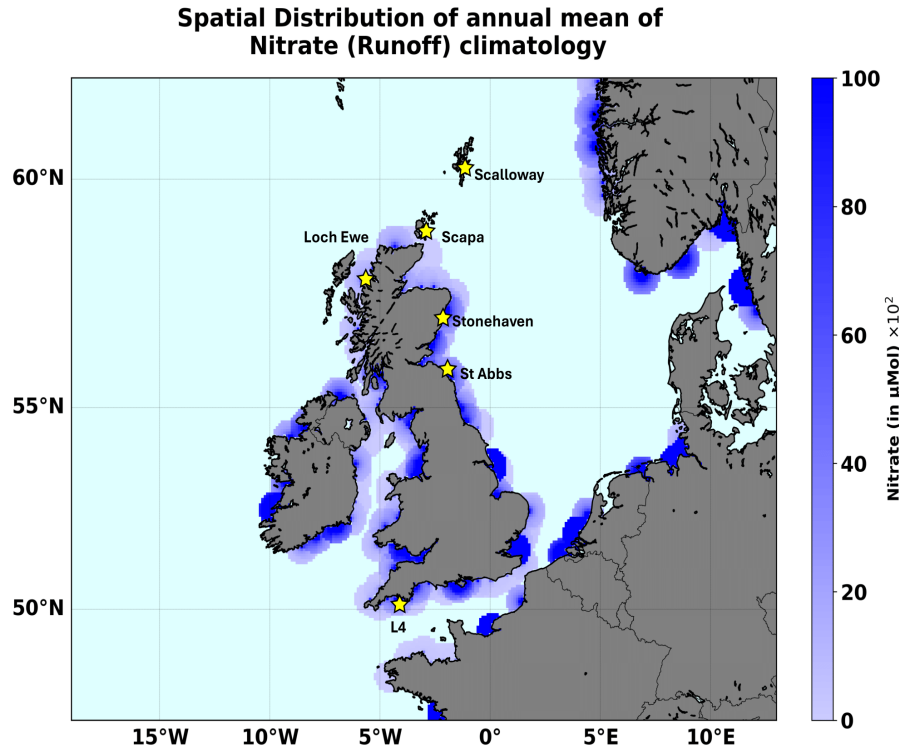 Spatial Distribution of annual mean of
Nitrate (Runoff) climatology
100
60°N
Scalloway
80
Loch Ewe
Scapa
Stonehaven
60
St Abbs
55°N
40
20
50°N
L4
0
15°W
10°W
5°W
0°
5°E
10°E
Nitrate (in uMol) ×10²